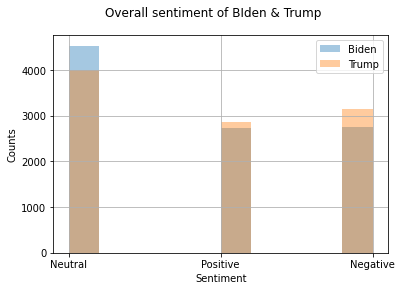 Overall sentiment of BIden & Trump
Biden
Trump
Counts
4000
3000
2000
1000
0
Neutral
Positive
Negative
Sentiment